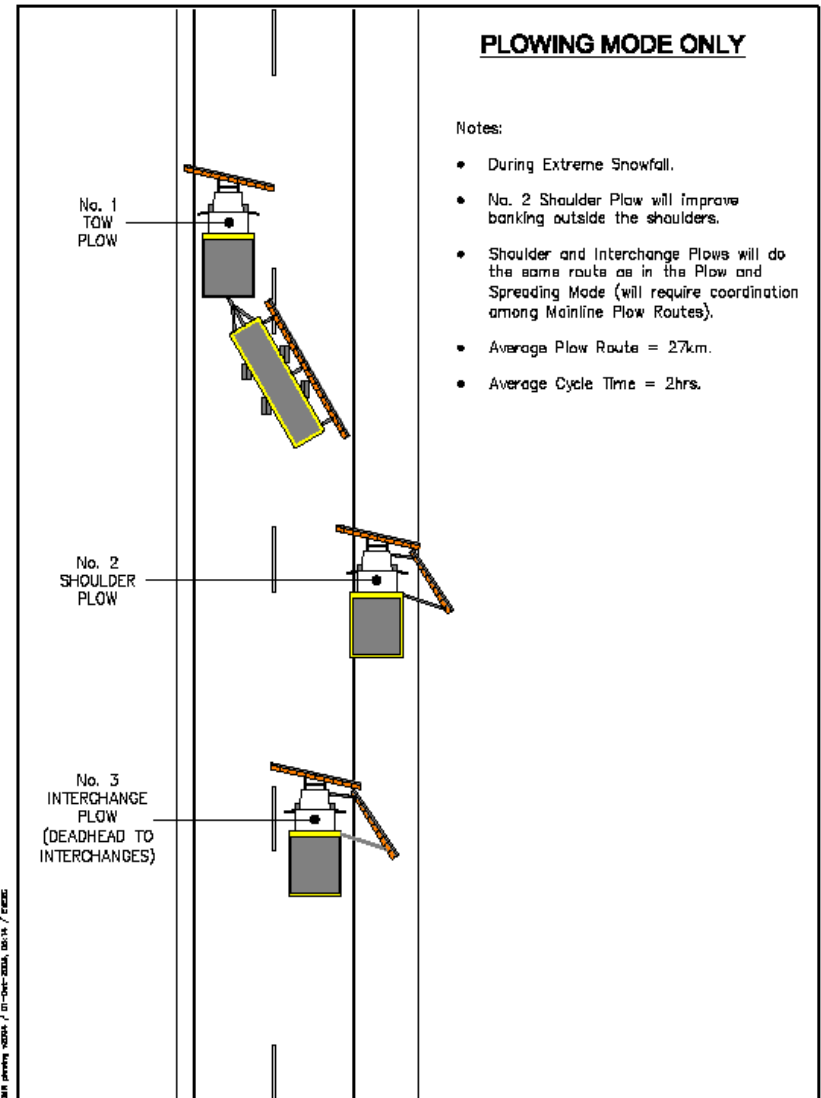 PLOWING MODE ONLY
Notes:
• During Extreme Snowfall.
• No. 2 Shoulder Plow will improve
banking outside the shoulders.
• Shoulder and Interchange Plows will do
the same route as in the Plow and
Spreading Mode (will require coordination
among Mainline Plow Routes).
• Average Plow Route = 27km.
• Average Cycle Time = 2hrs.
No. 1
TOW
PLOW
No. 2
SHOULDER
PLOW
No. 3
INTERCHANGE
PLOW
(DEADHEAD TO
INTERCHANGES)